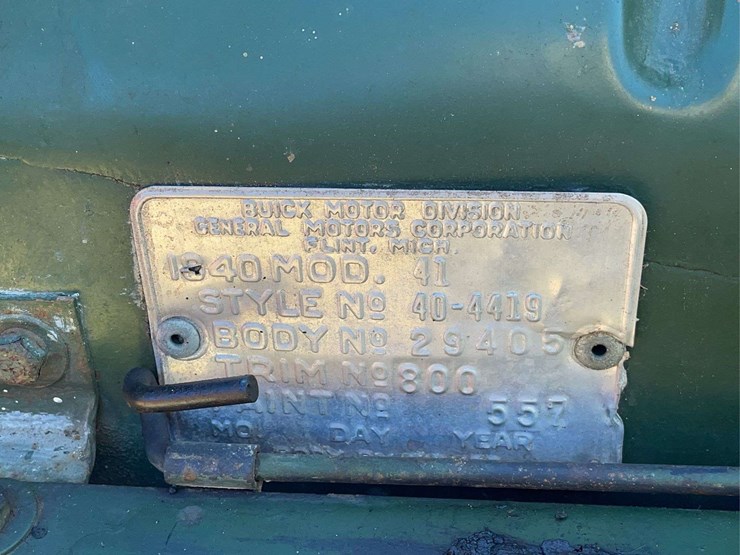 BUICK MOTOR DIVISION
GENERAL MOTORS CORPORATION
FLINT, MICH.
1940 MOD. 41
STYLE Nº 40-4419
BODY Nº 29405
TRIM Nº 800
PAINT Nº 557
MO. DAY YEAR